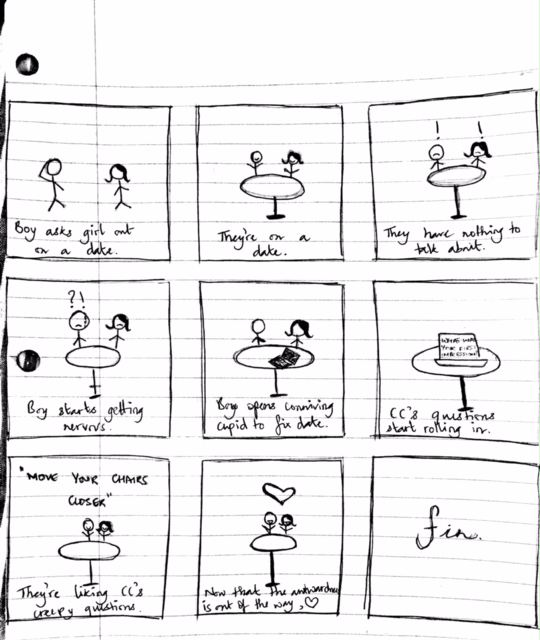 Boy asks girl out
on a date.
They're on a
date.
! !
They have nothing to
talk about.
?!
Boy starts getting
nervous.
Boy opens conniving
cupid to fix date.
WHAT WAS
YOUR FIRST
IMPRESSION
CC's questions
start rolling in.
"MOVE YOUR CHAIRS
CLOSER"
They're liking CC's
creepy questions.
Now that the awkwardness
is out of the way, ♡
fin.